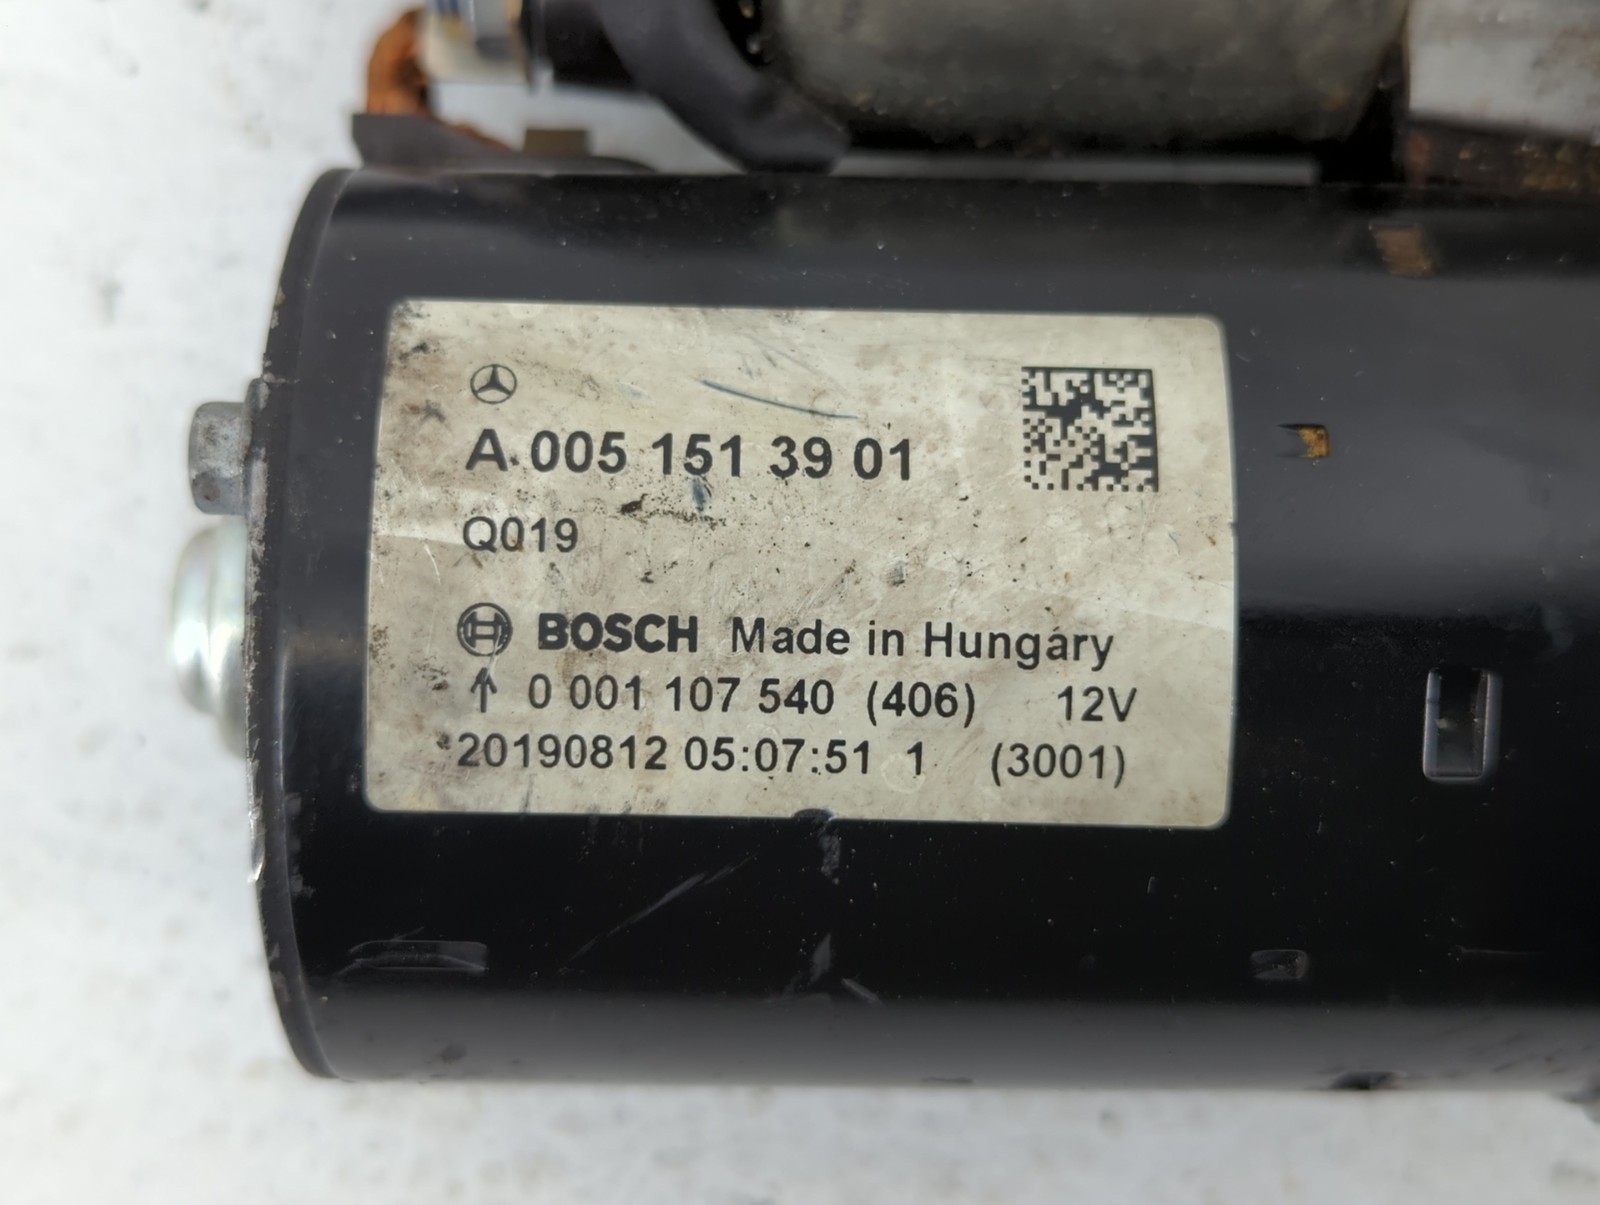 A 005 151 39 01
Q019
BOSCH Made in Hungary
↑ 0 001 107 540 (406) 12V
20190812 05:07:51 1 (3001)